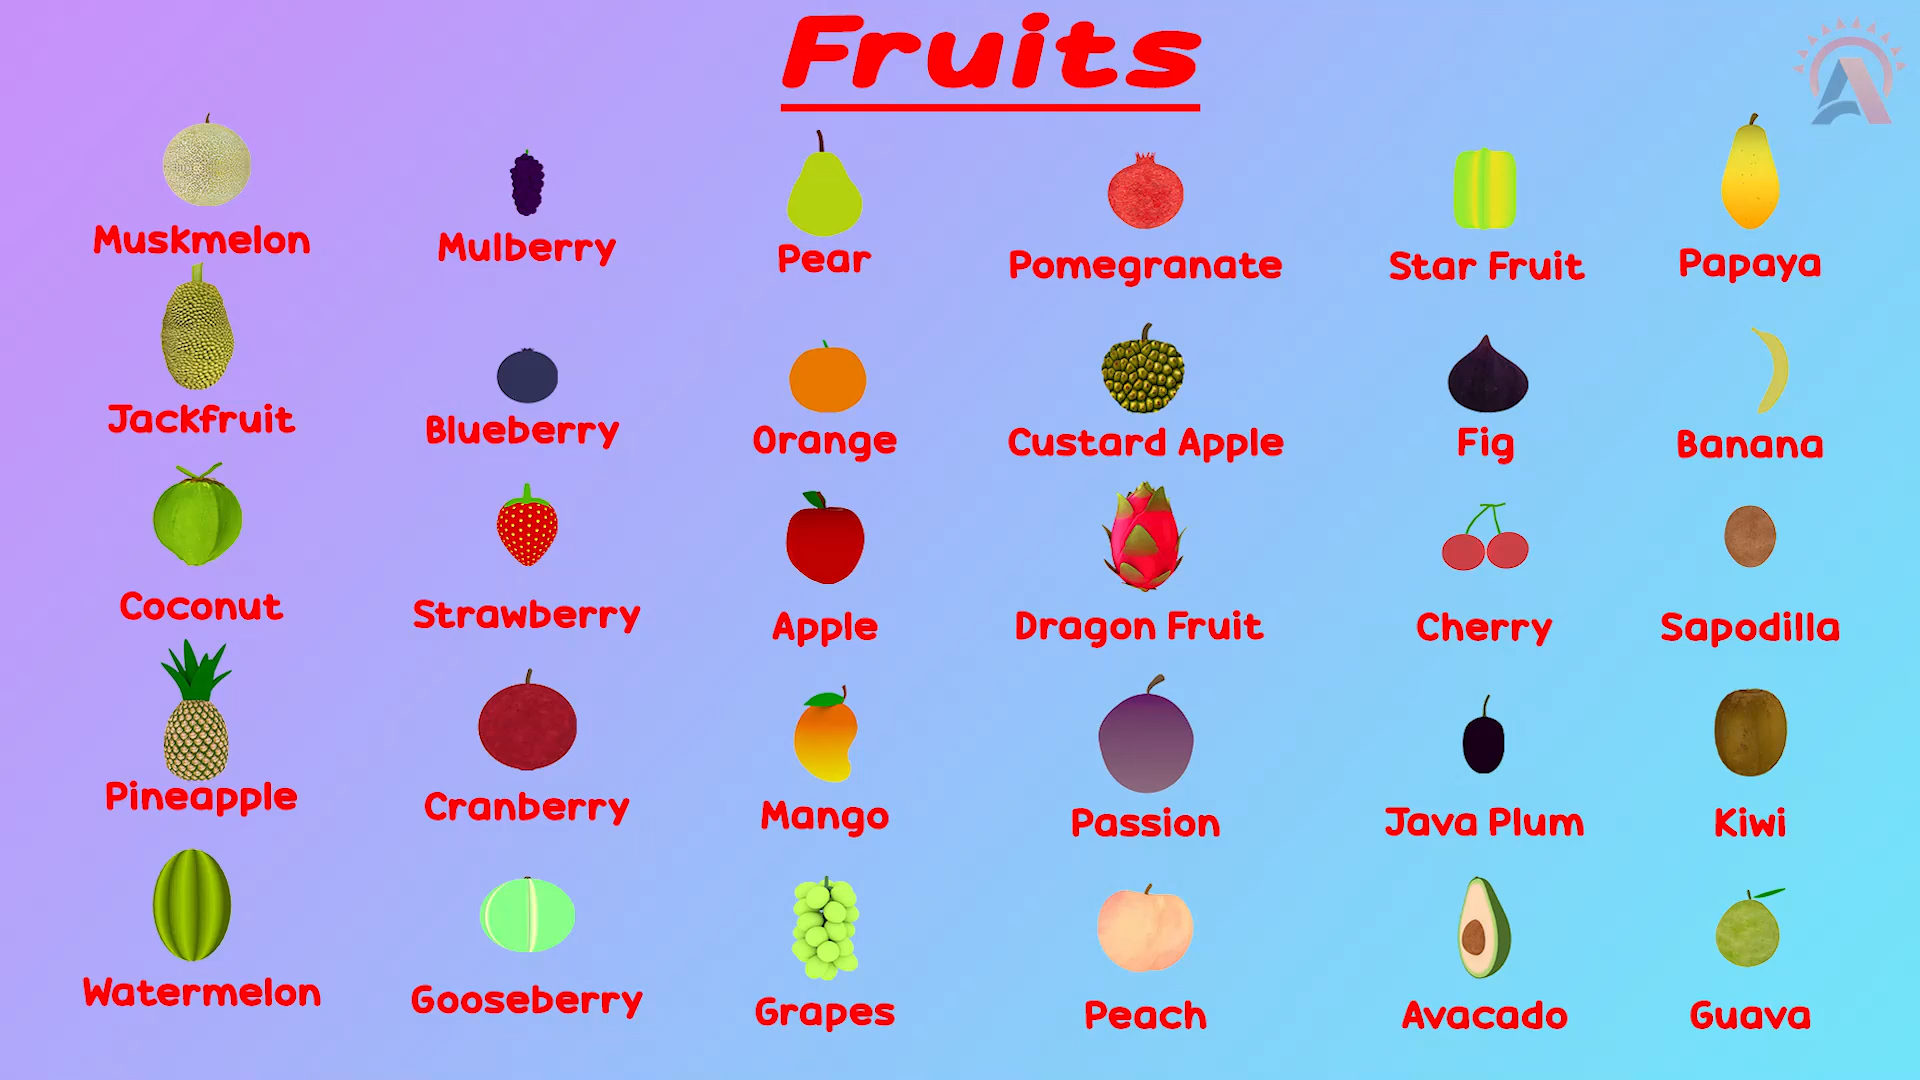 Fruits
Muskmelon
Mulberry
Pear
Pomegranate
Star Fruit
Papaya
Jackfruit
Blueberry
Orange
Custard Apple
Fig
Banana
Coconut
Strawberry
Apple
Dragon Fruit
Cherry
Sapodilla
Pineapple
Cranberry
Mango
Passion
Java Plum
Kiwi
Watermelon
Gooseberry
Grapes
Peach
Avacado
Guava